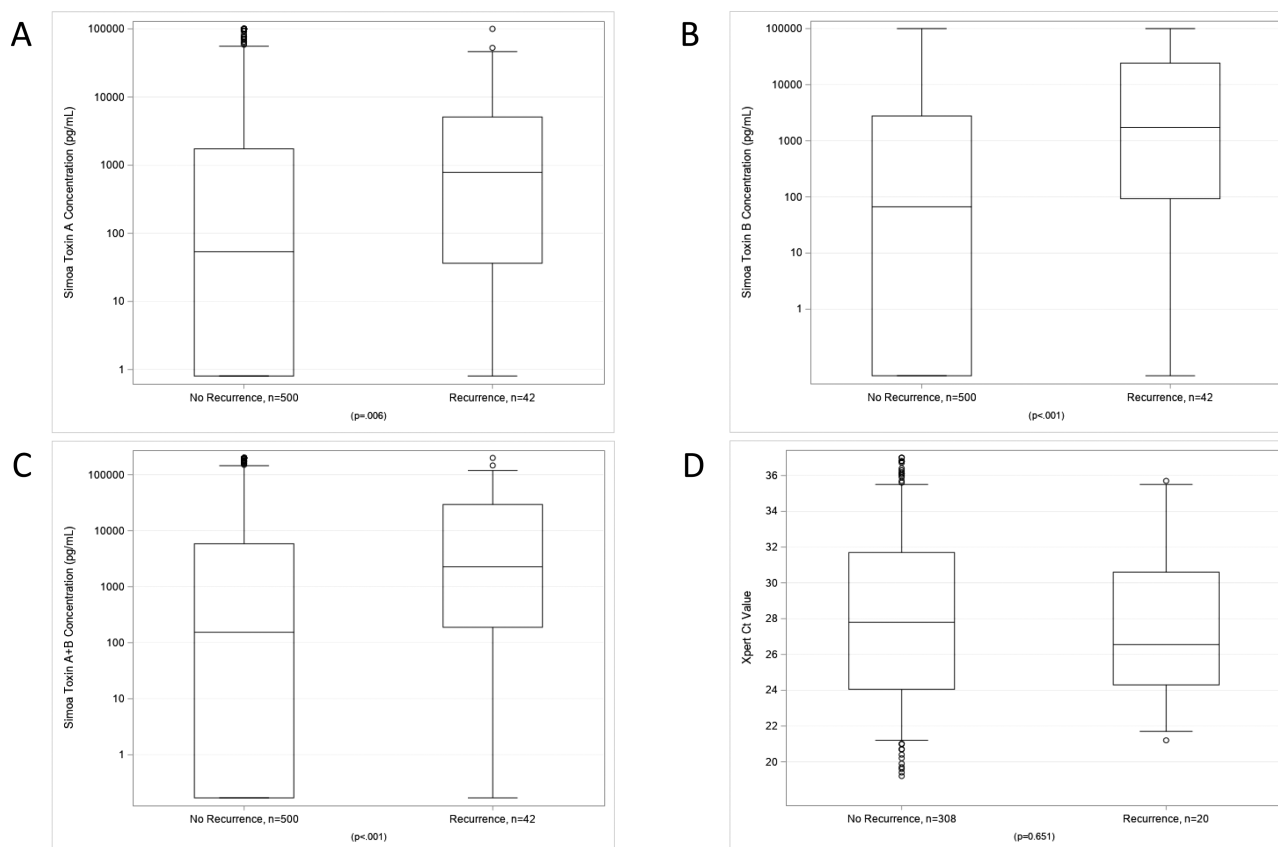 A
Simoa Toxin A Concentration (pg/mL)
100000
10000
1000
100
10
1
No Recurrence, n=500
Recurrence, n=42
(p=.006)
B
Simoa Toxin B Concentration (pg/mL)
100000
10000
1000
100
10
1
No Recurrence, n=500
Recurrence, n=42
(p<.001)
C
Simoa Toxin A+B Concentration (pg/mL)
100000
10000
1000
100
10
1
No Recurrence, n=500
Recurrence, n=42
(p<.001)
D
Xpert Ct Value
36
34
32
30
28
26
24
22
20
No Recurrence, n=308
Recurrence, n=20
(p=0.651)